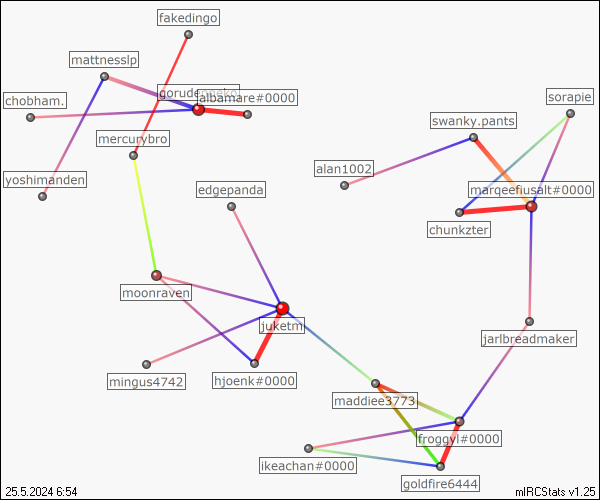 fakedingo
mattnesslp
albamare#0000
chobham.
sorapie
swanky.pants
mercurybro
alan1002
yoshimanden
edgepanda
marqeefiusalt#0000
chunkzter
moonraven
juketm
jarlbreadmaker
mingus4742
hjoenk#0000
maddiee3773
froggyl#0000
ikeachan#0000
goldfire6444
25.5.2024 6:54
mIRCStats v1.25